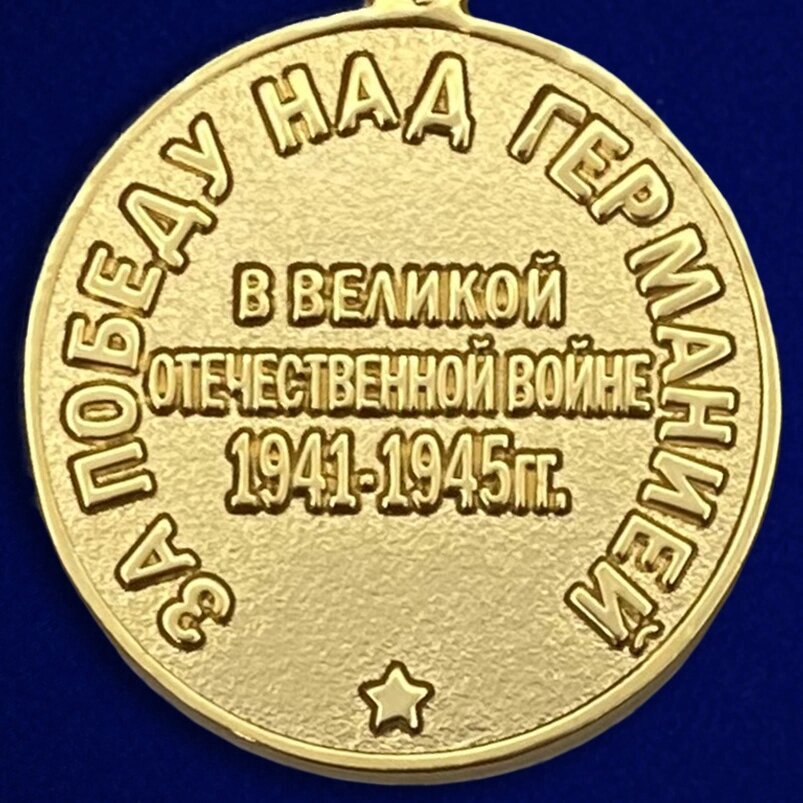 ЗА ПОБЕДУ НАД ГЕРМАНИЕЙ
В ВЕЛИКОЙ
ОТЕЧЕСТВЕННОЙ ВОЙНЕ
1941-1945гг.